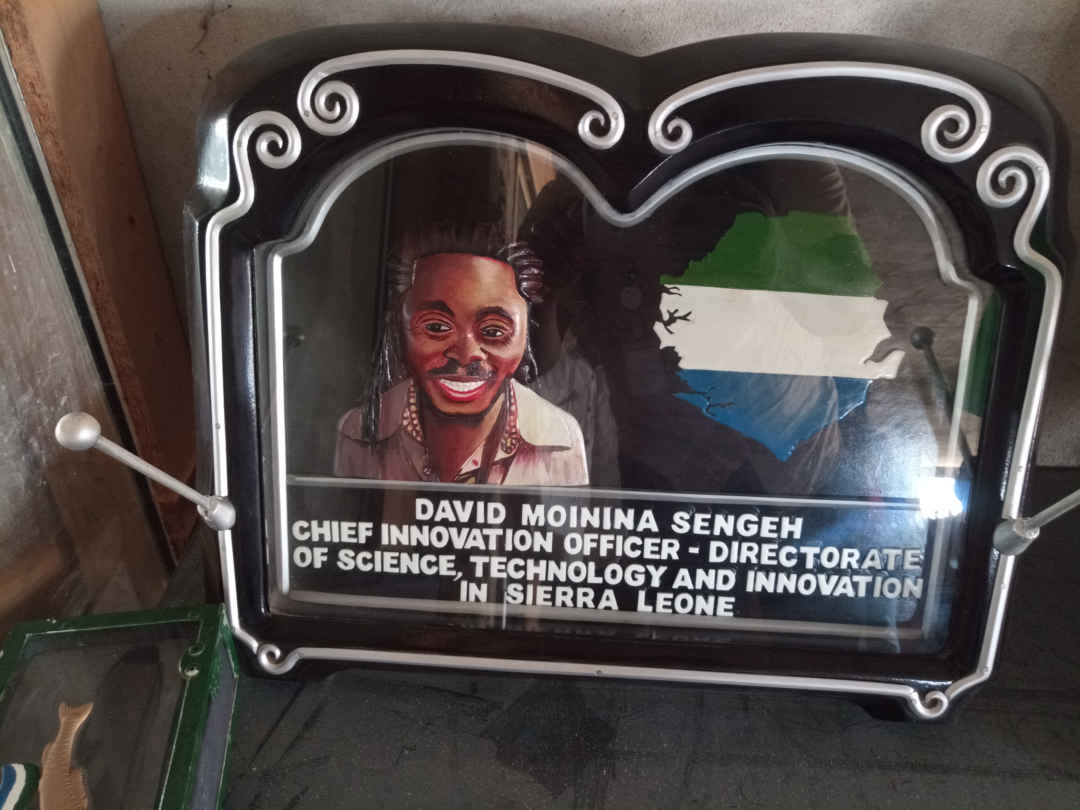 DAVID MOININA SENGEH
CHIEF INNOVATION OFFICER - DIRECTORATE
OF SCIENCE, TECHNOLOGY AND INNOVATION
IN SIERRA LEONE